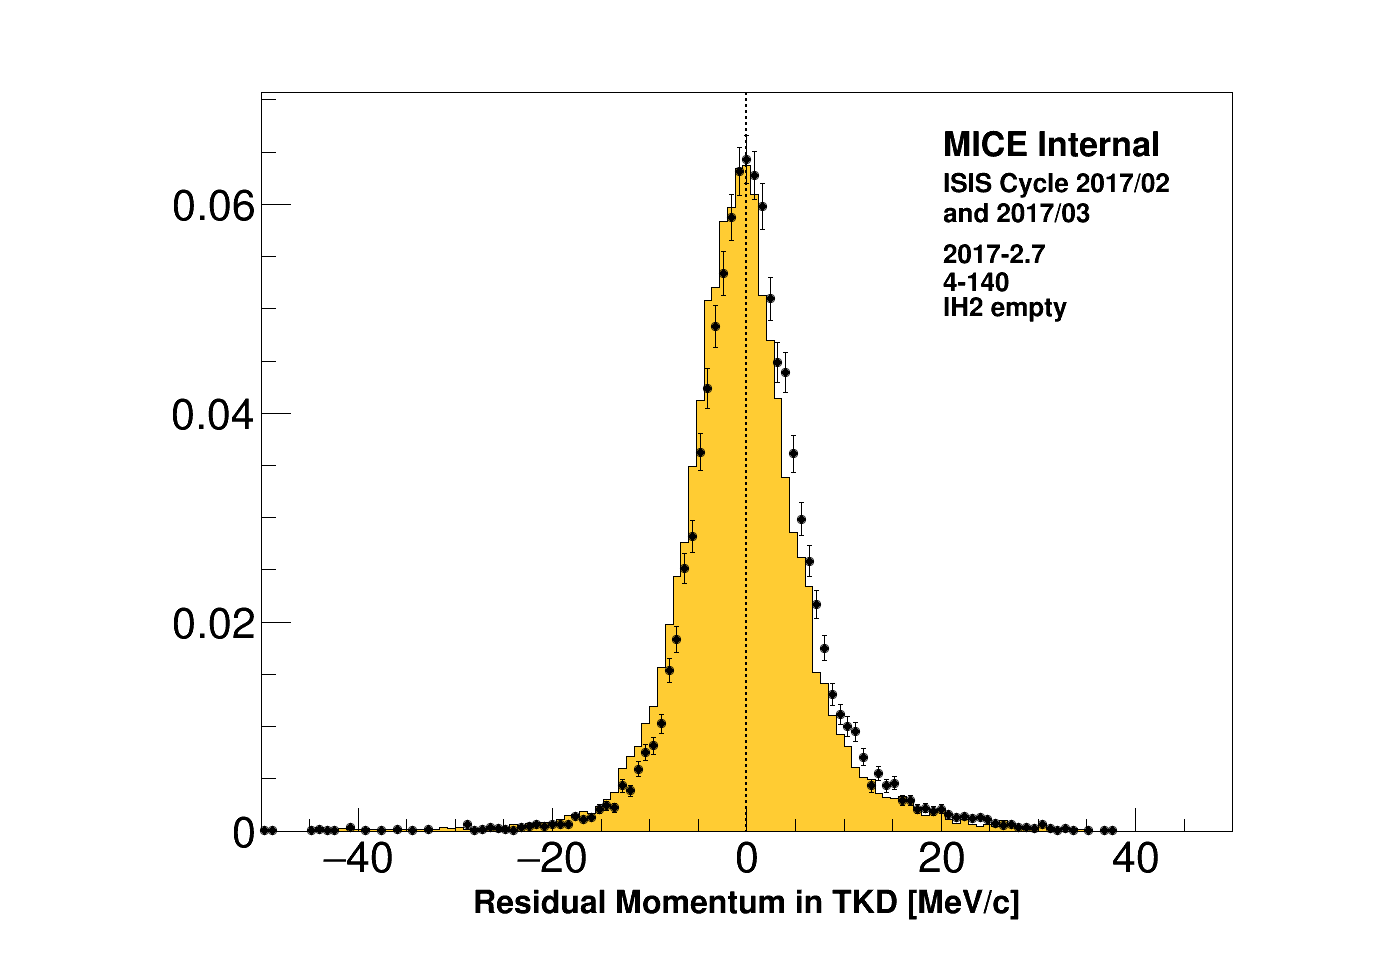 MICE Internal
ISIS Cycle 2017/02
and 2017/03
2017-2.7
4-140
IH2 empty
0.06
0.04
0.02
0
−40
−20
0
20
40
Residual Momentum in TKD [MeV/c]